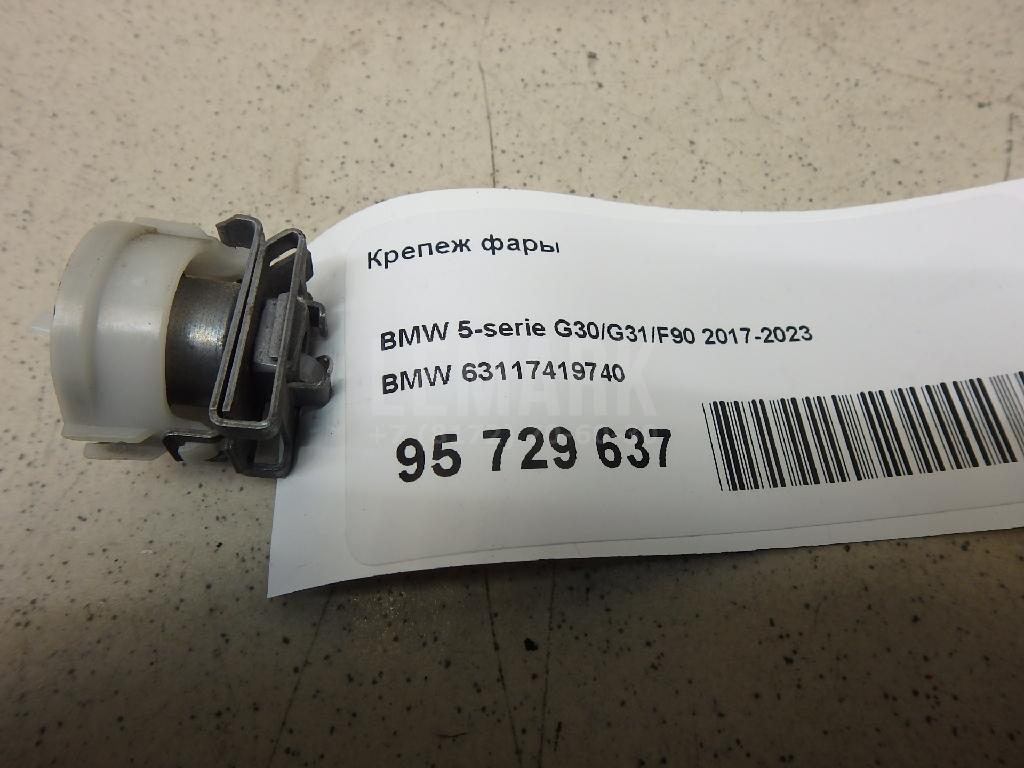 Крепеж фары
BMW 5-serie G30/G31/F90 2017-2023
BMW 63117419740
95 729 637